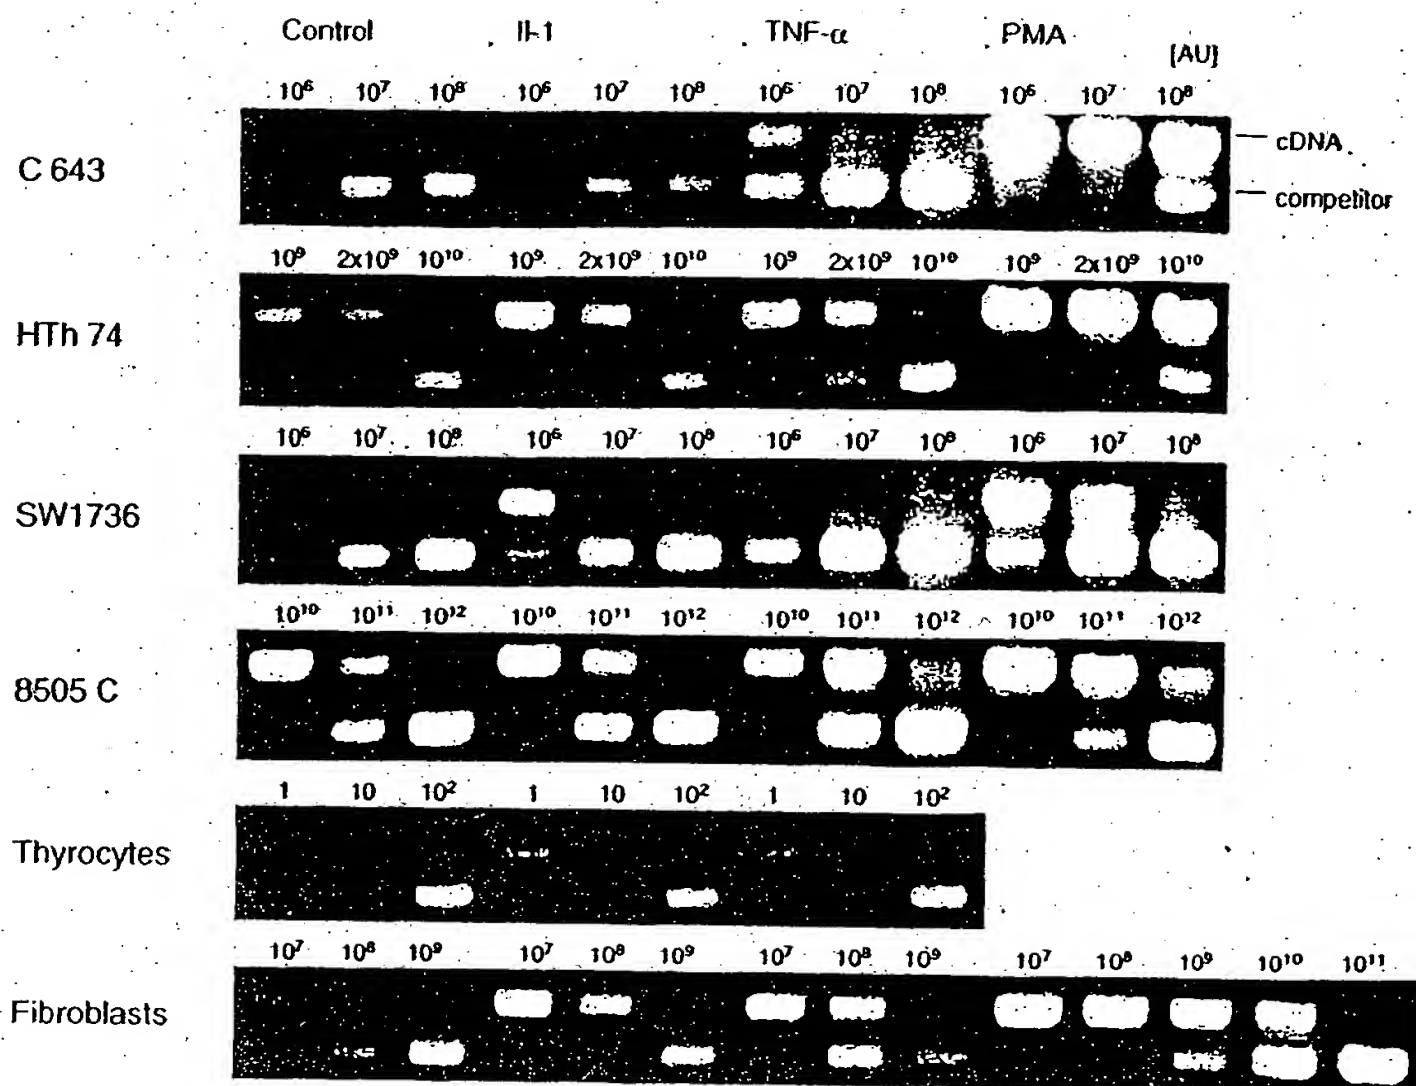 Control Il-1 TNF-α PMA [AU]
10⁶ 10⁷ 10⁸ 10⁶ 10⁷ 10⁸ 10⁶ 10⁷ 10⁸ 10⁶ 10⁷ 10⁸
C 643
cDNA
competitor
10⁹ 2x10⁹ 10¹⁰ 10⁹ 2x10⁹ 10¹⁰ 10⁹ 2x10⁹ 10¹⁰ 10⁹ 2x10⁹ 10¹⁰
HTh 74
10⁶ 10⁷ 10⁸ 10⁶ 10⁷ 10⁸ 10⁶ 10⁷ 10⁸ 10⁶ 10⁷ 10⁸
SW1736
10¹⁰ 10¹¹ 10¹² 10¹⁰ 10¹¹ 10¹² 10¹⁰ 10¹¹ 10¹² 10¹⁰ 10¹¹ 10¹²
8505 C
1 10 10² 1 10 10² 1 10 10²
Thyrocytes
10⁷ 10⁸ 10⁹ 10⁷ 10⁸ 10⁹ 10⁷ 10⁸ 10⁹ 10⁷ 10⁸ 10⁹ 10¹⁰ 10¹¹
Fibroblasts